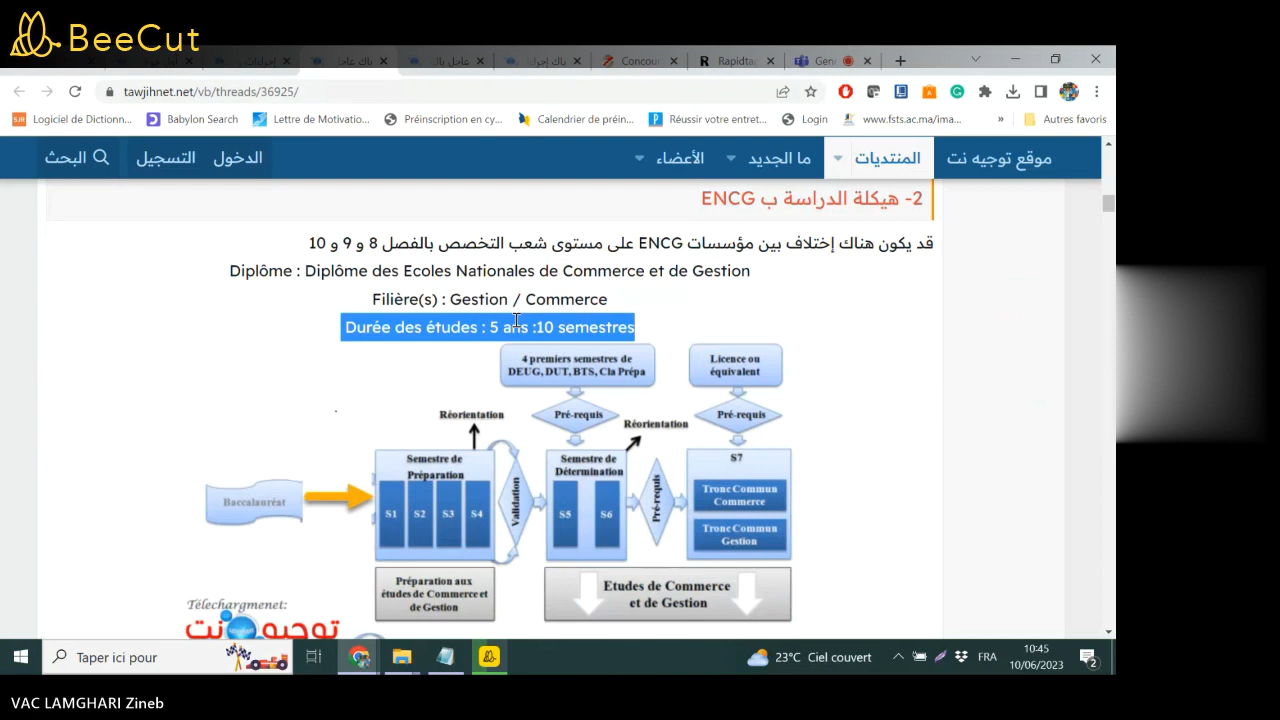 BeeCut
Concou
Rapidta
Gen
tawjihnet.net/vb/threads/36925/
Logiciel de Dictionn...
Babylon Search
Lettre de Motivatio...
Préinscription en cy...
Calendrier de préin...
Réussir votre entret...
Login
www.fsts.ac.ma/ima...
»
Autres favoris
موقع توجيه نت
المنتديات
ما الجديد
الأعضاء
الدخول
التسجيل
البحث
2- هيكلة الدراسة ب ENCG
قد يكون هناك إختلاف بين مؤسسات ENCG على مستوى شعب التخصص بالفصل 8 و 9 و 10
Diplôme : Diplôme des Ecoles Nationales de Commerce et de Gestion
Filière(s) : Gestion / Commerce
Durée des études : 5 ans :10 semestres
4 premiers semestres de
DEUG, DUT, BTS, Cla Prépa
Licence ou
équivalent
Pré-requis
Pré-requis
Réorientation
Réorientation
Semestre de
Préparation
S1
S2
S3
S4
Validation
Semestre de
Détermination
S5
S6
Pré-requis
S7
Tronc Commun
Commerce
Tronc Commun
Gestion
Baccalauréat
Préparation aux
études de Commerce et
de Gestion
Etudes de Commerce
et de Gestion
Télechargmenet:
توجيه نت
Taper ici pour
23°C Ciel couvert
FRA
10:45
10/06/2023
2
VAC LAMGHARI Zineb